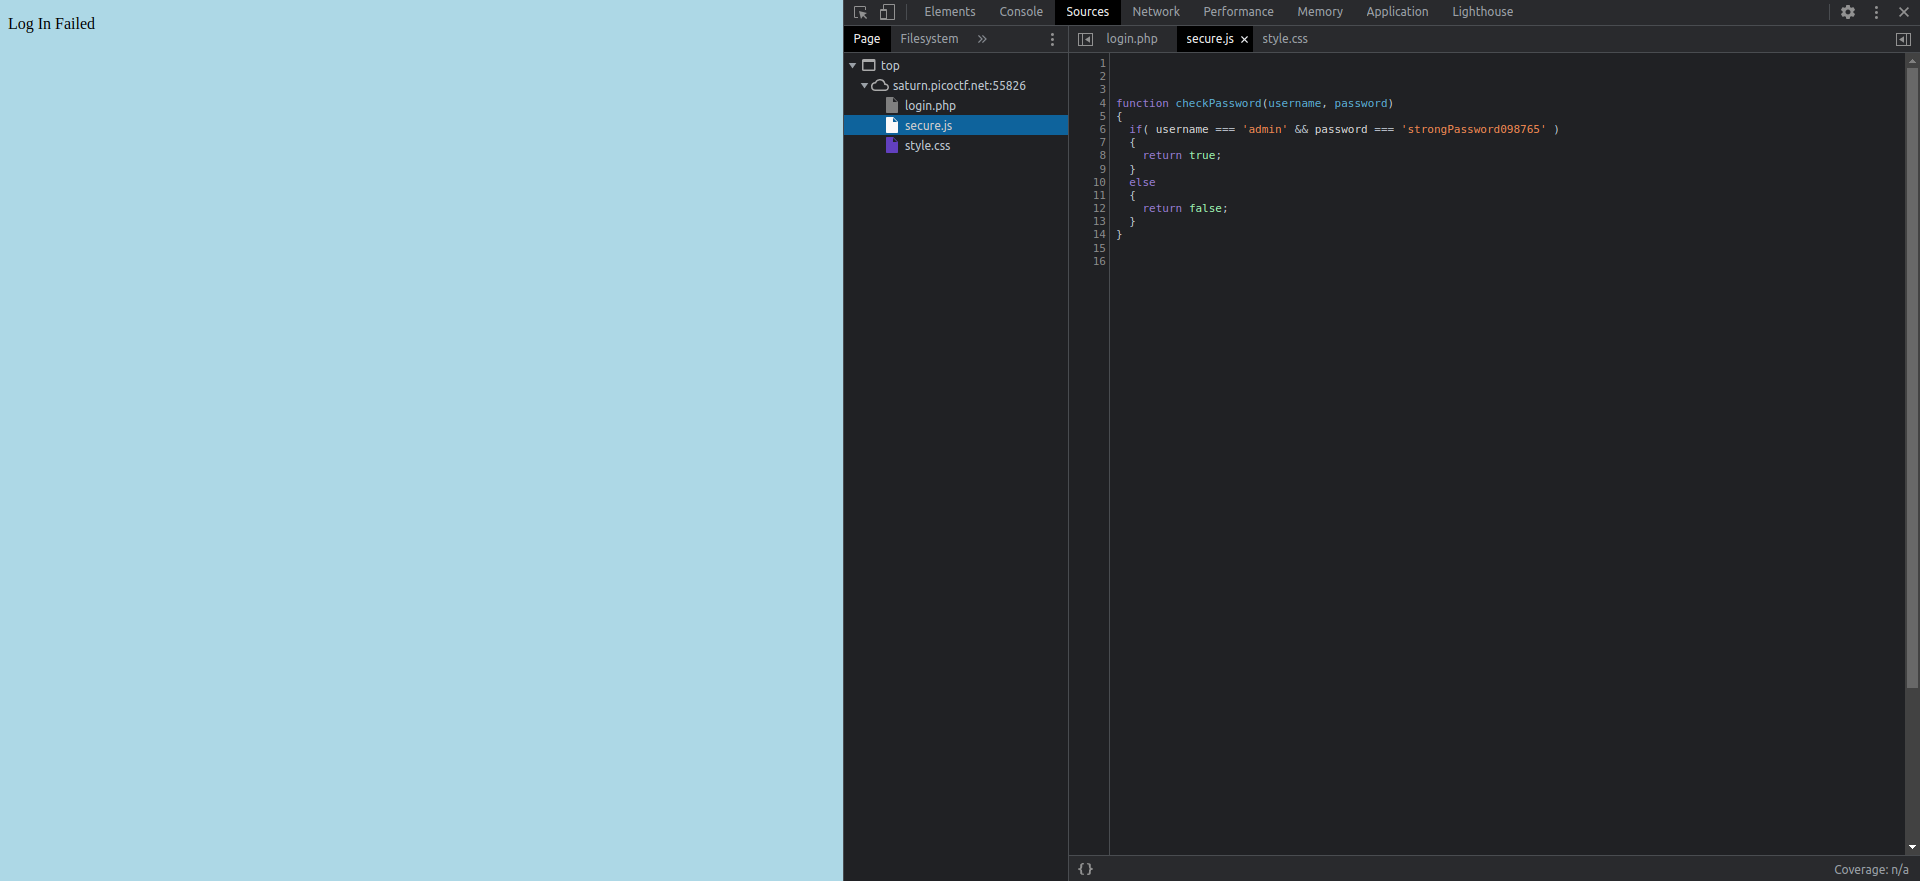 Log In Failed
Elements Console Sources Network Performance Memory Application Lighthouse
Page Filesystem »
login.php secure.js × style.css
top
saturn.picoctf.net:55826
login.php
secure.js
style.css
1
2
3
4 function checkPassword(username, password)
5 {
6 if( username === 'admin' && password === 'strongPassword098765' )
7 {
8 return true;
9 }
10 else
11 {
12 return false;
13 }
14 }
15
16
{} Coverage: n/a